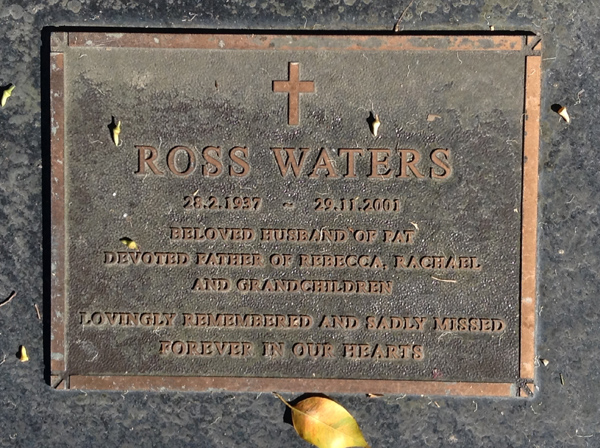 ROSS WATERS
28.2.1937 ~ 29.11.2001
BELOVED HUSBAND OF PAT
DEVOTED FATHER OF REBECCA, RACHAEL
AND GRANDCHILDREN
LOVINGLY REMEMBERED AND SADLY MISSED
FOREVER IN OUR HEARTS